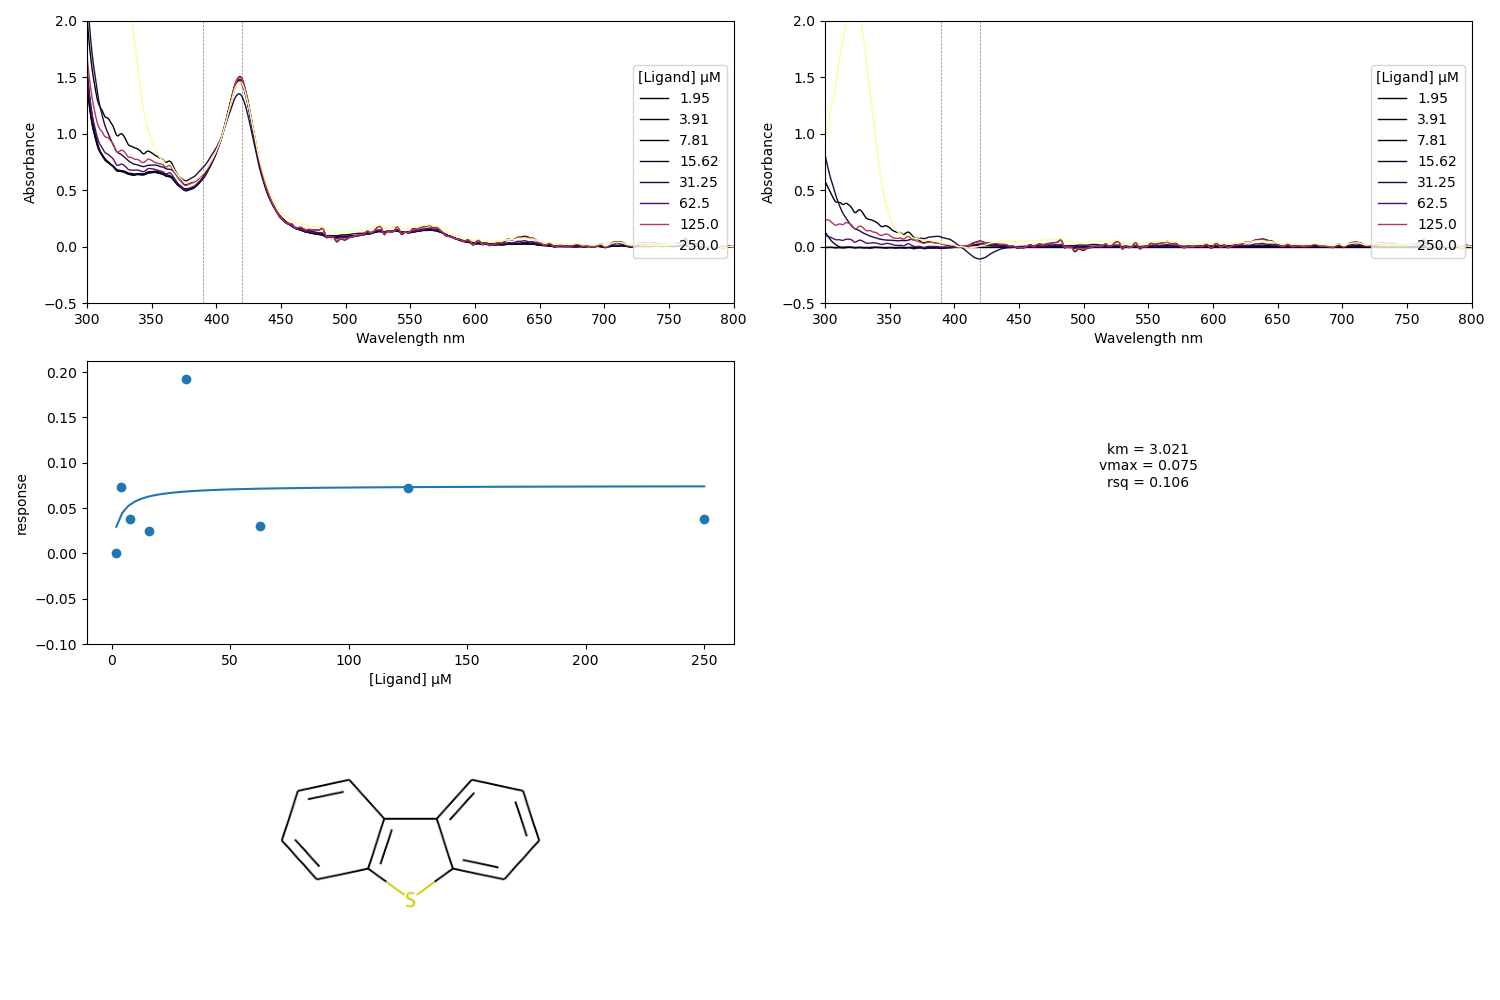 2.0
1.5
1.0
0.5
0.0
−0.5
Absorbance
300 350 400 450 500 550 600 650 700 750 800
Wavelength nm
[Ligand] µM
1.95
3.91
7.81
15.62
31.25
62.5
125.0
250.0
2.0
1.5
1.0
0.5
0.0
−0.5
Absorbance
300 350 400 450 500 550 600 650 700 750 800
Wavelength nm
[Ligand] µM
1.95
3.91
7.81
15.62
31.25
62.5
125.0
250.0
0.20
0.15
0.10
0.05
0.00
−0.05
−0.10
response
0 50 100 150 200 250
[Ligand] µM
km = 3.021
vmax = 0.075
rsq = 0.106
S